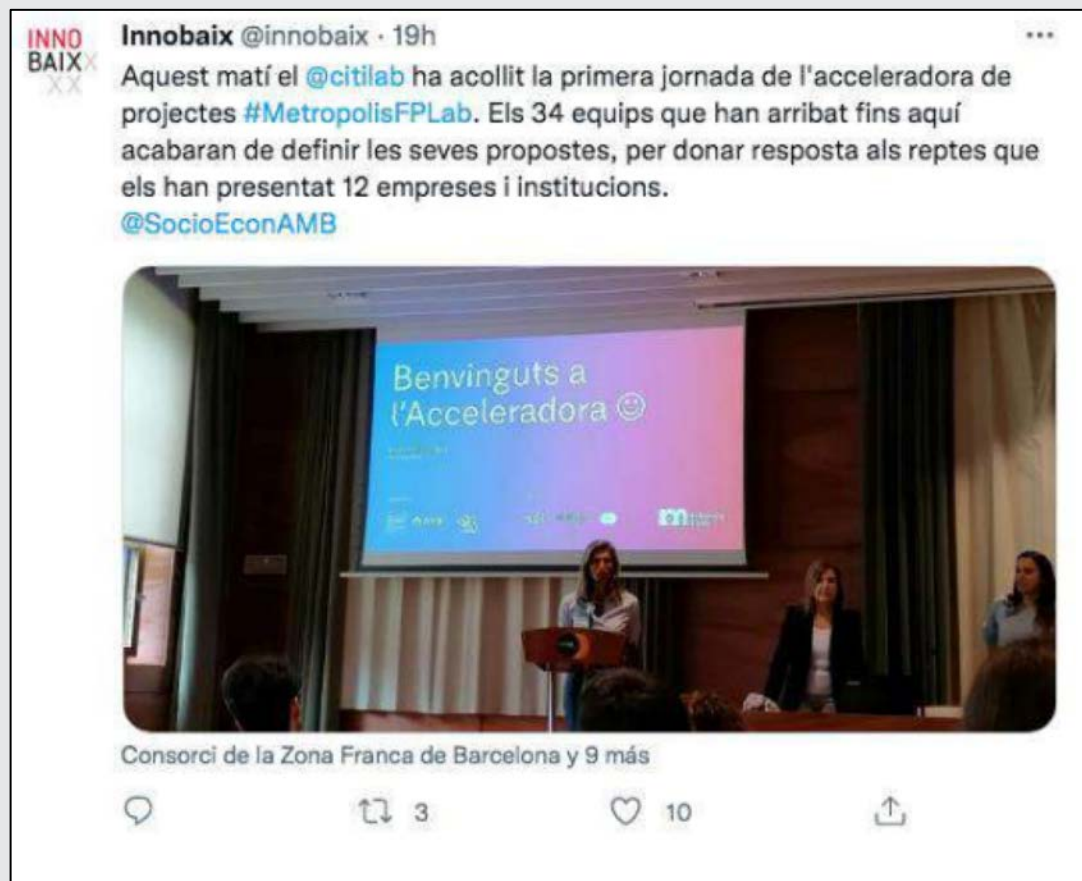 INNO
BAIX
XX
Innobaix @innobaix · 19h
Aquest matí el @citilab ha acollit la primera jornada de l'acceleradora de
projectes #MetropolisFPLab. Els 34 equips que han arribat fins aquí
acabaran de definir les seves propostes, per donar resposta als reptes que
els han presentat 12 empreses i institucions.
@SocioEconAMB
Benvinguts a
l'Acceleradora
Consorci de la Zona Franca de Barcelona y 9 más
3 10